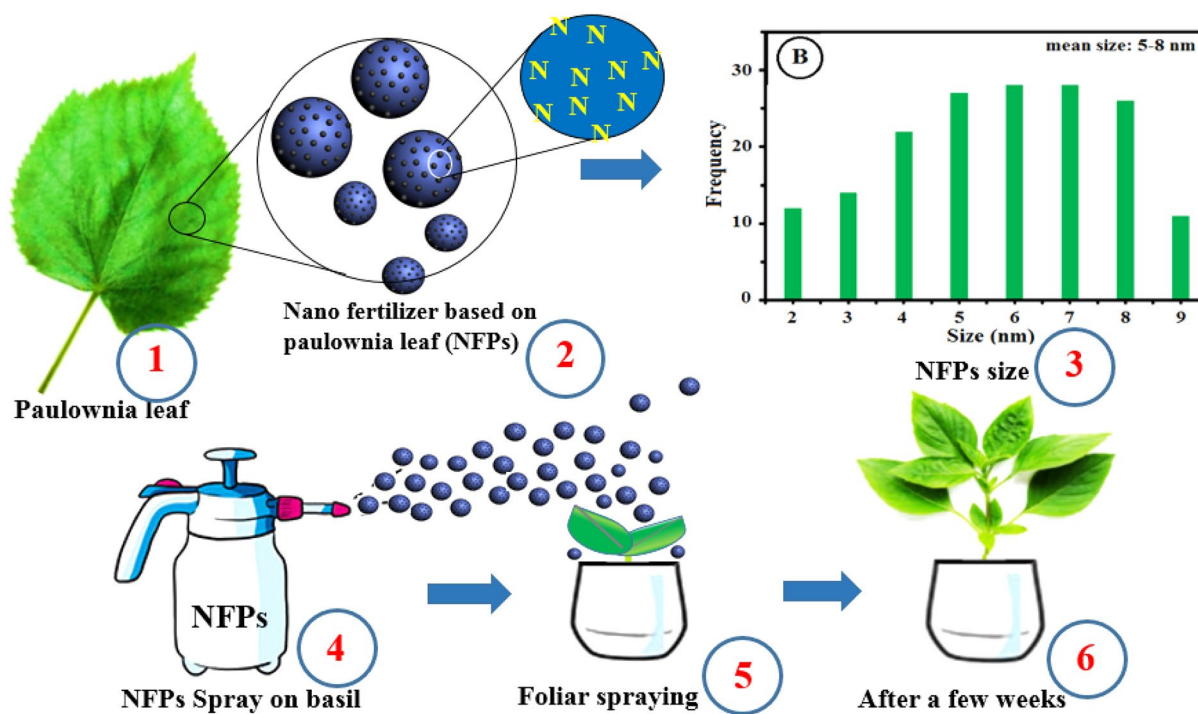 N
N
N
N
N
N
N
N
N
N
N
Nano fertilizer based on
paulownia leaf (NFPs)
1
2
Paulownia leaf
B
mean size: 5-8 nm
Frequency
30
20
10
0
2 3 4 5 6 7 8 9
Size (nm)
NFPs size
3
NFPs
4
NFPs Spray on basil
Foliar spraying
5
After a few weeks
6